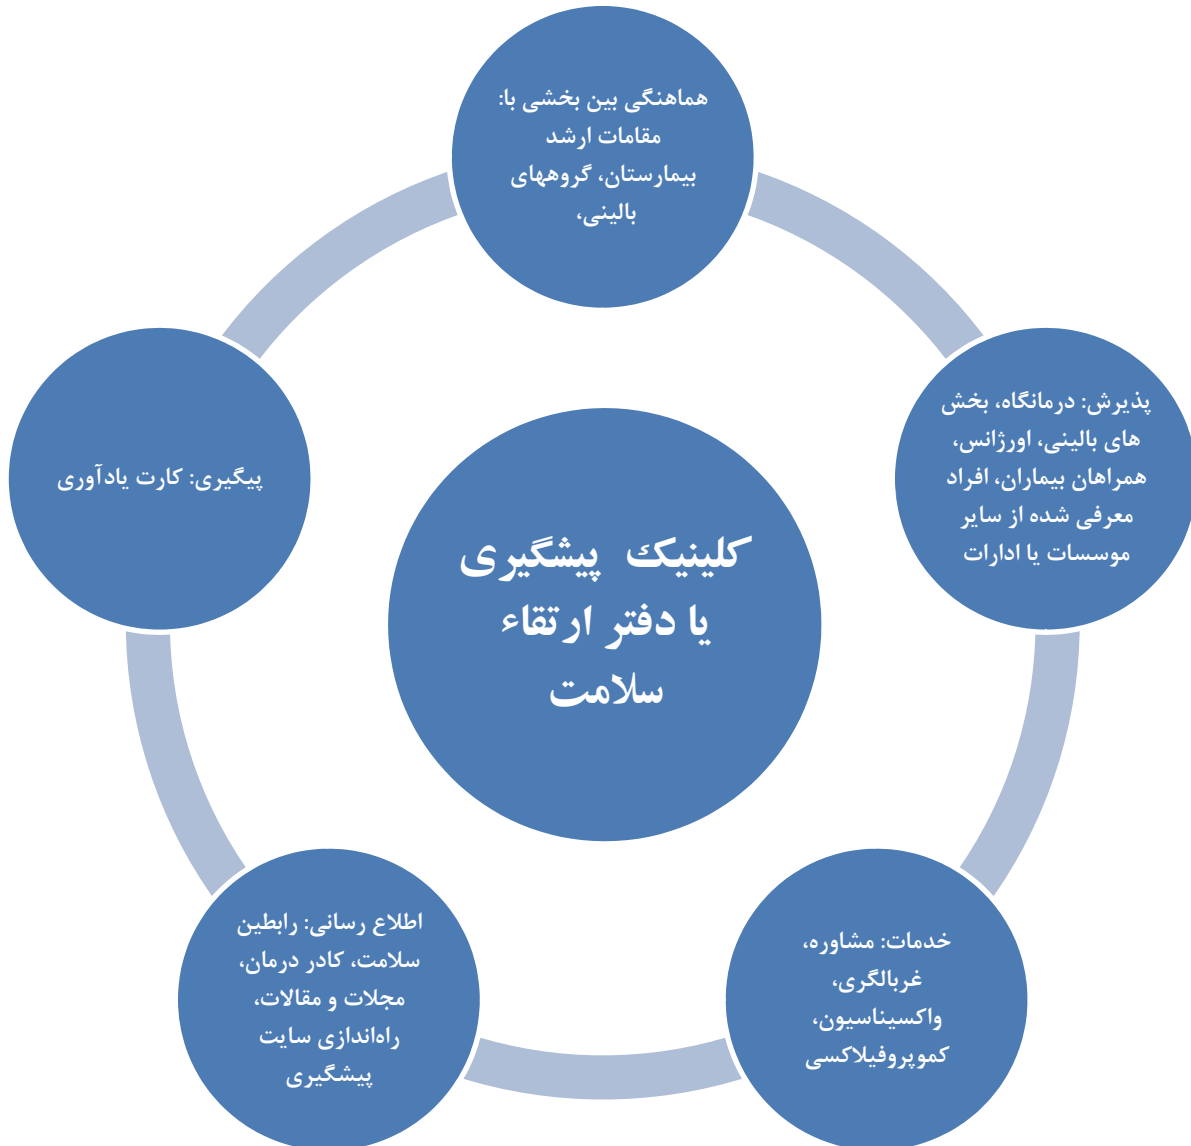 هماهنگی بین بخشی با:
مقامات ارشد
بیمارستان، گروههای
بالینی،
پذیرش: درمانگاه، بخش
های بالینی، اورژانس،
همراهان بیماران، افراد
معرفی شده از سایر
موسسات یا ادارات
خدمات: مشاوره،
غربالگری،
واکسیناسیون،
کموپروفیلاکسی
اطلاع رسانی: رابطین
سلامت، کادر درمان،
مجلات و مقالات،
راه‌اندازی سایت
پیشگیری
پیگیری: کارت یادآوری
کلینیک پیشگیری
یا دفتر ارتقاء
سلامت